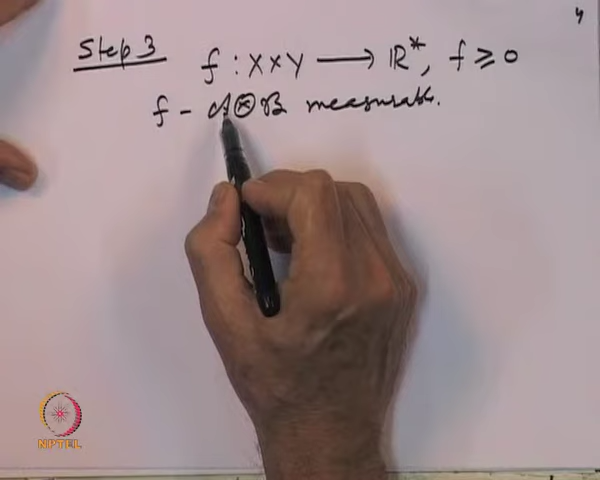 4
Step 3 f : X × Y → ℝ*, f ≥ 0
f - 𝒜 ⊗ ℬ measurable.
NPTEL